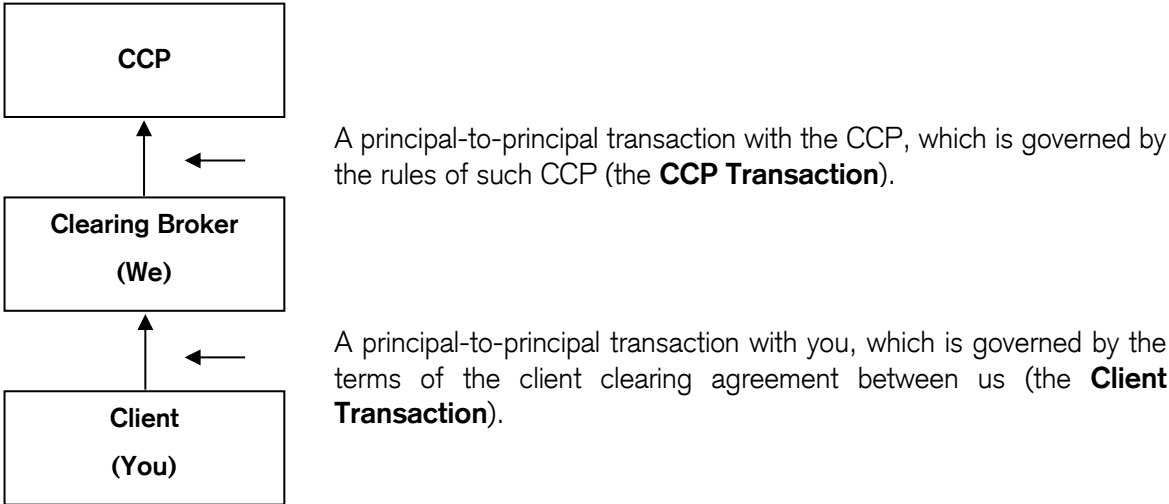 CCP
A principal-to-principal transaction with the CCP, which is governed by
the rules of such CCP (the CCP Transaction).
Clearing Broker
(We)
A principal-to-principal transaction with you, which is governed by the
terms of the client clearing agreement between us (the Client
Transaction).
Client
(You)